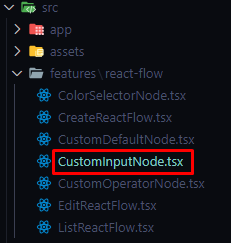 src
app
assets
features\react-flow
ColorSelectorNode.tsx
CreateReactFlow.tsx
CustomDefaultNode.tsx
CustomInputNode.tsx
CustomOperatorNode.tsx
EditReactFlow.tsx
ListReactFlow.tsx